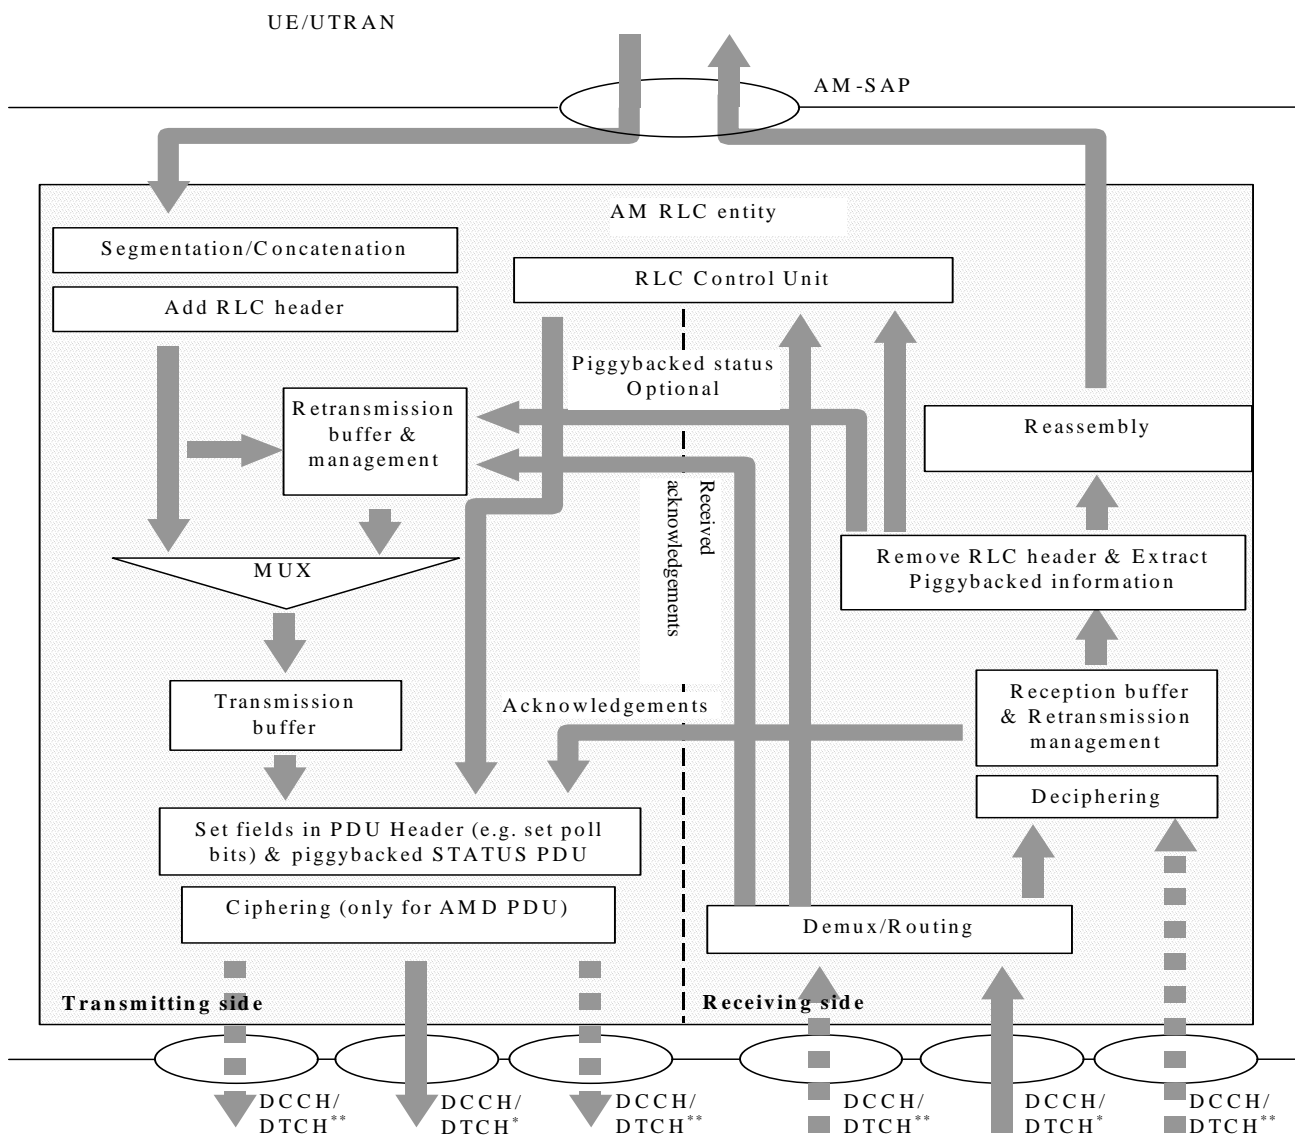 UE/UTRAN
AM-SAP
AM RLC entity
Segmentation/Concatenation
RLC Control Unit
Add RLC header
Piggybacked status
Optional
Retransmission
buffer &
management
Reassembly
Received
acknowledgements
MUX
Remove RLC header & Extract
Piggybacked information
Transmission
buffer
Acknowledgements
Reception buffer
& Retransmission
management
Deciphering
Set fields in PDU Header (e.g. set poll
bits) & piggybacked STATUS PDU
Ciphering (only for AMD PDU)
Demux/Routing
Transmitting side
Receiving side
DCCH/
DTCH**
DCCH/
DTCH*
DCCH/
DTCH**
DCCH/
DTCH**
DCCH/
DTCH*
DCCH/
DTCH**